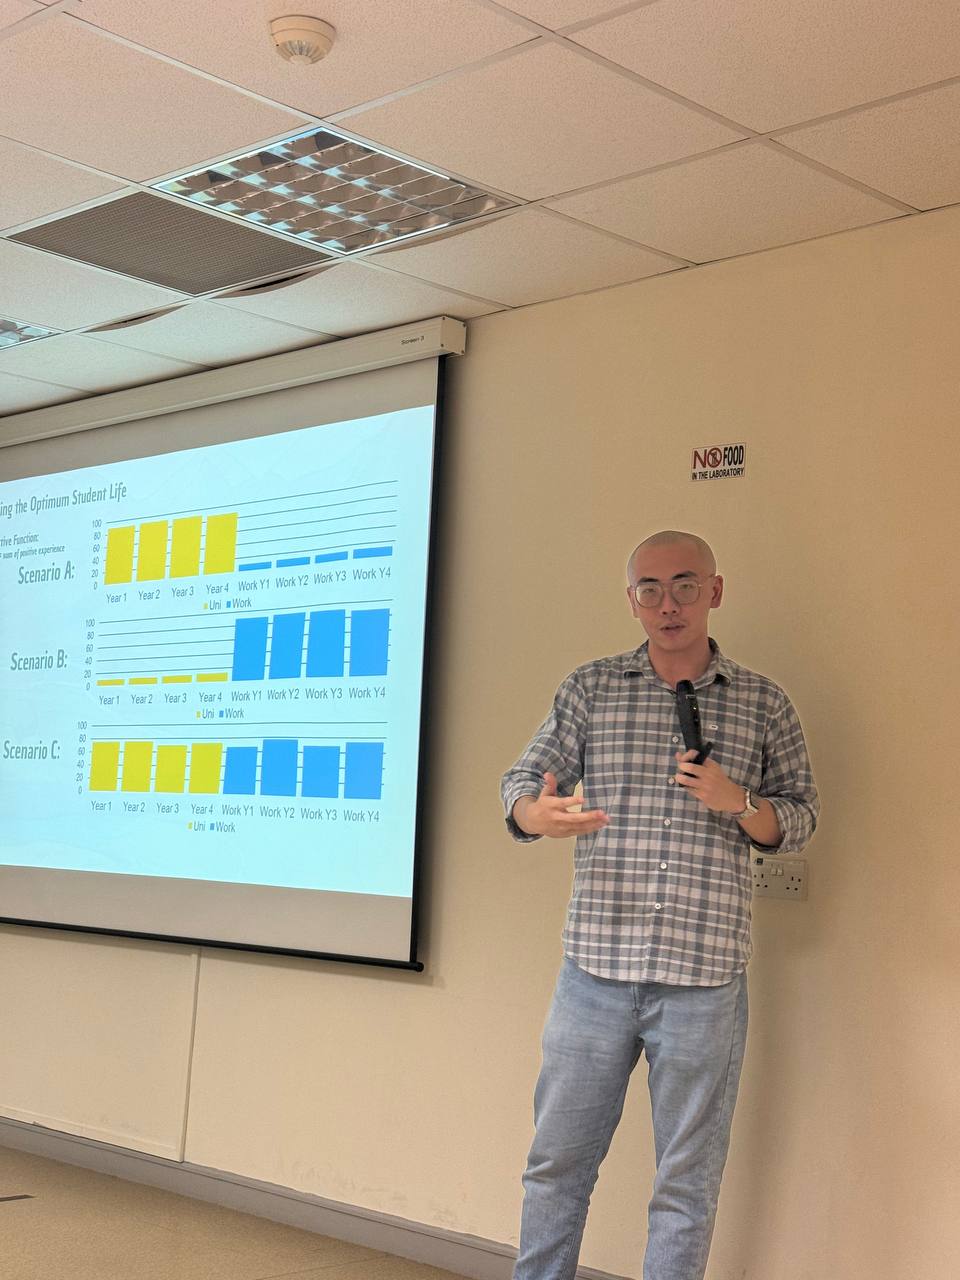 Screen 3
ing the Optimum Student Life
tive Function:
sum of positive experience
Scenario A:
100
80
60
40
20
0
Year 1 Year 2 Year 3 Year 4 Work Y1 Work Y2 Work Y3 Work Y4
Uni Work
Scenario B:
100
80
60
40
20
0
Year 1 Year 2 Year 3 Year 4 Work Y1 Work Y2 Work Y3 Work Y4
Uni Work
Scenario C:
100
80
60
40
20
0
Year 1 Year 2 Year 3 Year 4 Work Y1 Work Y2 Work Y3 Work Y4
Uni Work
NO FOOD
IN THE LABORATORY